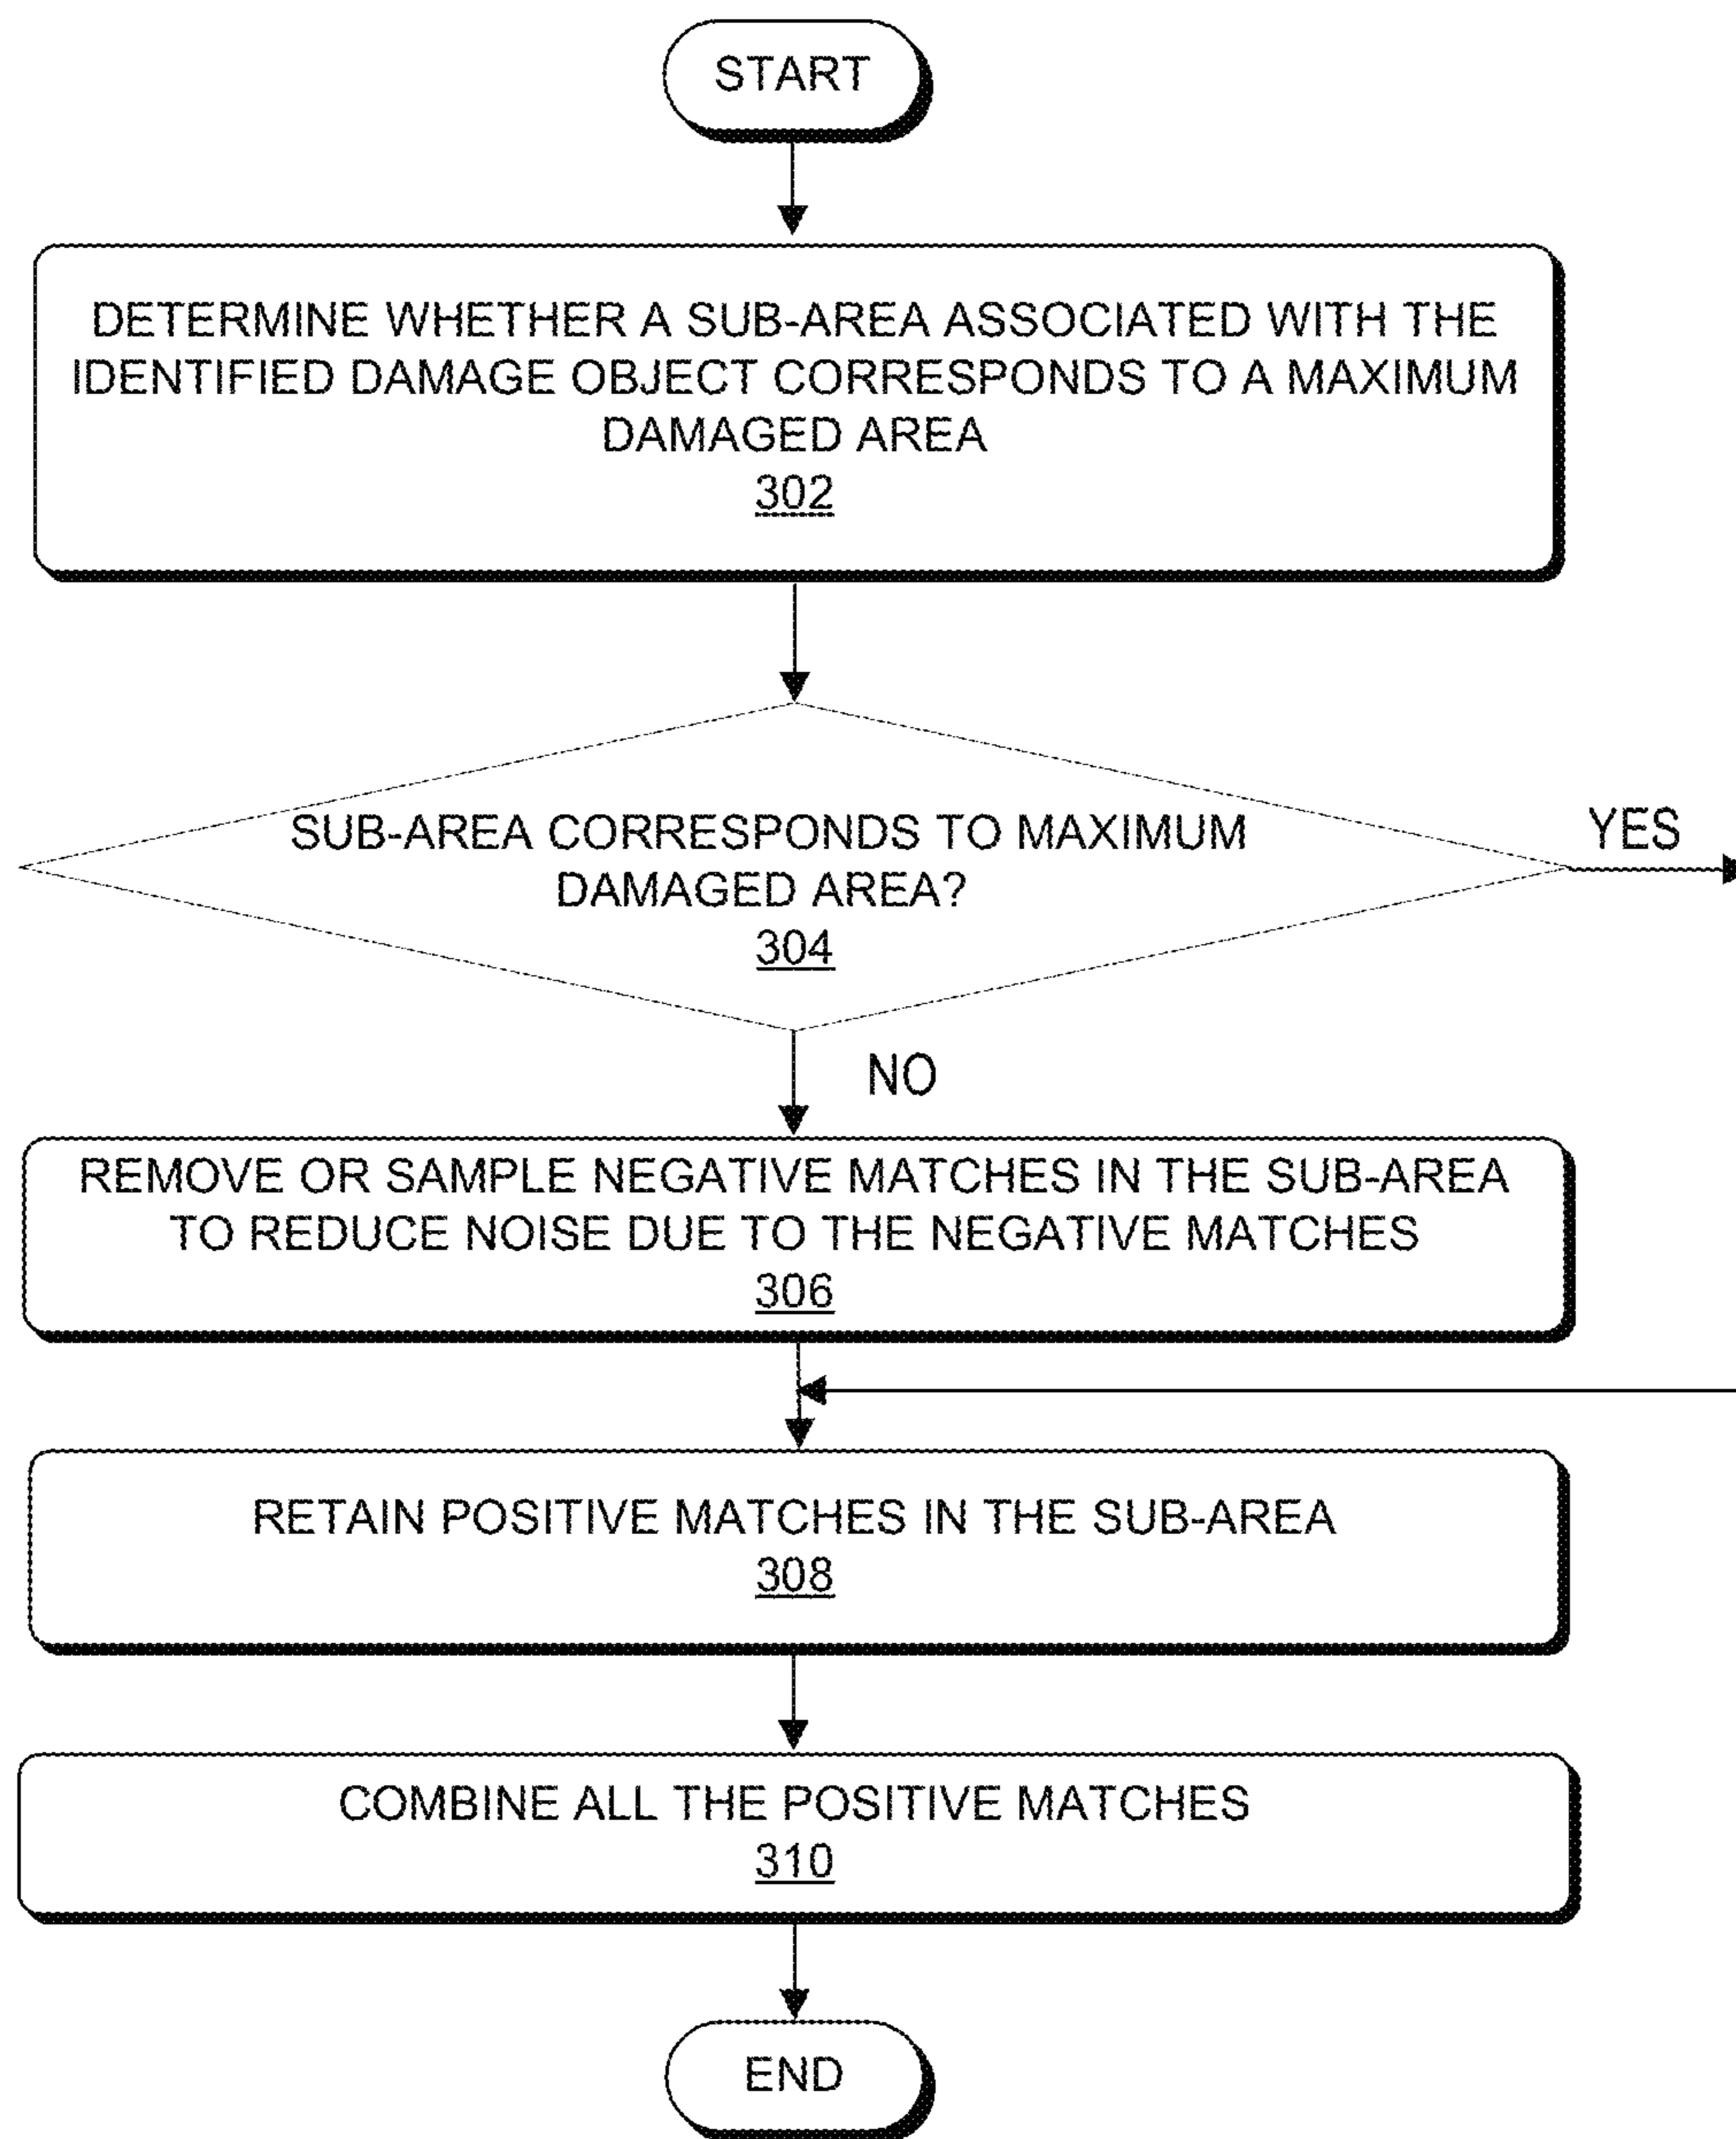 START
DETERMINE WHETHER A SUB-AREA ASSOCIATED WITH THE
IDENTIFIED DAMAGE OBJECT CORRESPONDS TO A MAXIMUM
DAMAGED AREA
302
SUB-AREA CORRESPONDS TO MAXIMUM
DAMAGED AREA?
304
YES
NO
REMOVE OR SAMPLE NEGATIVE MATCHES IN THE SUB-AREA
TO REDUCE NOISE DUE TO THE NEGATIVE MATCHES
306
RETAIN POSITIVE MATCHES IN THE SUB-AREA
308
COMBINE ALL THE POSITIVE MATCHES
310
END